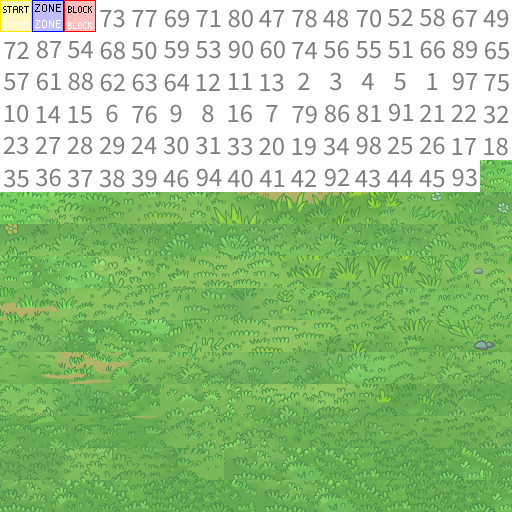 START ZONE BLOCK 73 77 69 71 80 47 78 48 70 52 58 67 49
START ZONE BLOCK
72 87 54 68 50 59 53 90 60 74 56 55 51 66 89 65
57 61 88 62 63 64 12 11 13 2 3 4 5 1 97 75
10 14 15 6 76 9 8 16 7 79 86 81 91 21 22 32
23 27 28 29 24 30 31 33 20 19 34 98 25 26 17 18
35 36 37 38 39 46 94 40 41 42 92 43 44 45 93